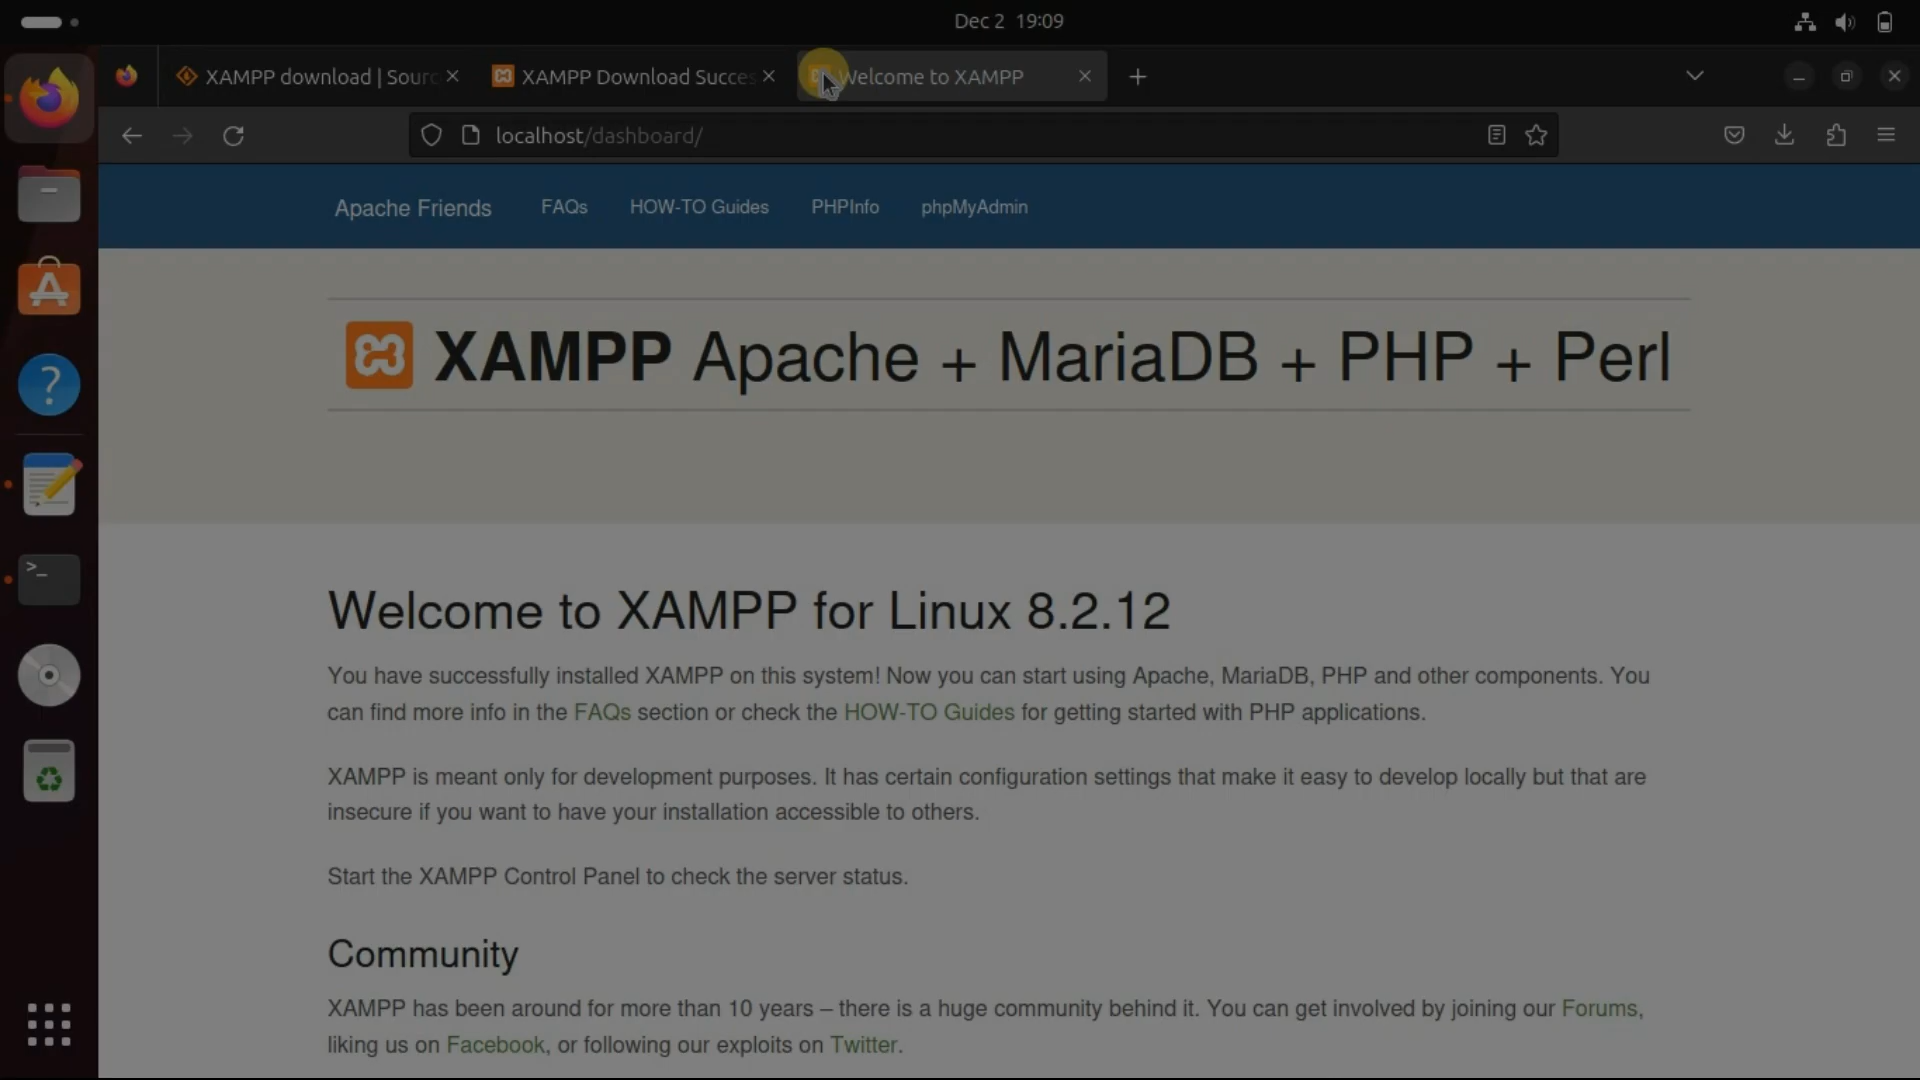 Dec 2 19:09
XAMPP download | Sourc
XAMPP Download Succes
Welcome to XAMPP
localhost/dashboard/
Apache Friends
FAQs
HOW-TO Guides
PHPInfo
phpMyAdmin
XAMPP Apache + MariaDB + PHP + Perl
Welcome to XAMPP for Linux 8.2.12
You have successfully installed XAMPP on this system! Now you can start using Apache, MariaDB, PHP and other components. You
can find more info in the FAQs section or check the HOW-TO Guides for getting started with PHP applications.
XAMPP is meant only for development purposes. It has certain configuration settings that make it easy to develop locally but that are
insecure if you want to have your installation accessible to others.
Start the XAMPP Control Panel to check the server status.
Community
XAMPP has been around for more than 10 years – there is a huge community behind it. You can get involved by joining our Forums,
liking us on Facebook, or following our exploits on Twitter.